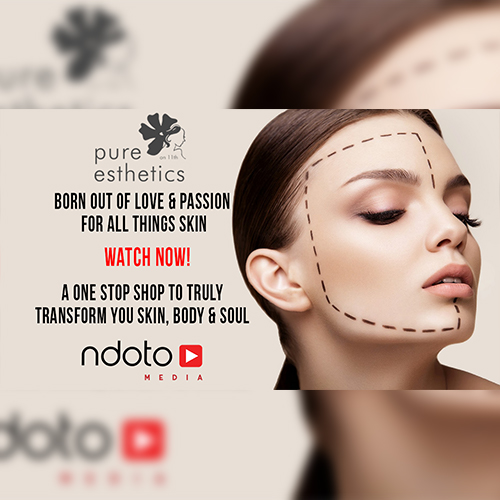 pure
on 11th
esthetics
BORN OUT OF LOVE & PASSION
FOR ALL THINGS SKIN
WATCH NOW!
A ONE STOP SHOP TO TRULY
TRANSFORM YOU SKIN, BODY & SOUL
ndoto
MEDIA